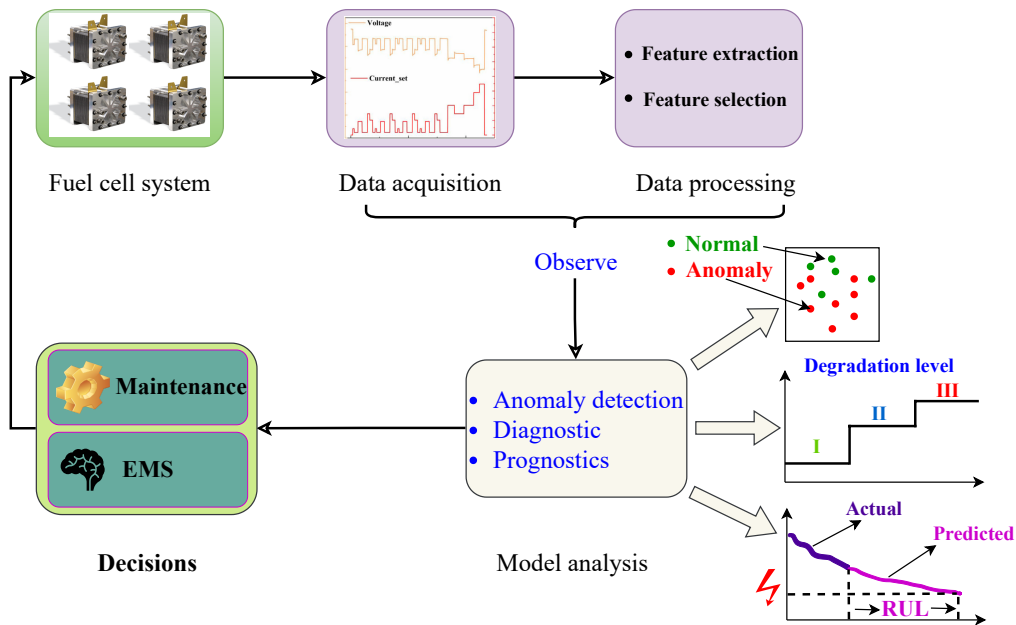 Voltage
Current_set
• Feature extraction
• Feature selection
Fuel cell system
Data acquisition
Data processing
Observe
• Normal
• Anomaly
Maintenance
EMS
Decisions
• Anomaly detection
• Diagnostic
• Prognostics
Model analysis
Degradation level
I
II
III
Actual
Predicted
RUL